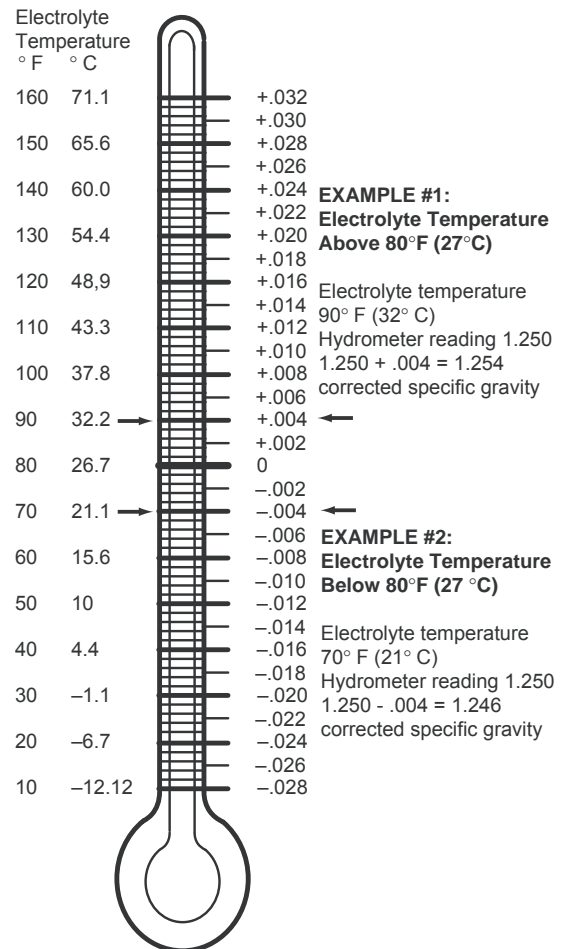 Electrolyte
Temperature
° F ° C
160 71.1 +.032
+.030
150 65.6 +.028
+.026
140 60.0 +.024
+.022
130 54.4 +.020
+.018
120 48,9 +.016
+.014
110 43.3 +.012
+.010
100 37.8 +.008
+.006
90 32.2 +.004
+.002
80 26.7 0
–.002
70 21.1 –.004
–.006
60 15.6 –.008
–.010
50 10 –.012
–.014
40 4.4 –.016
–.018
30 –1.1 –.020
–.022
20 –6.7 –.024
–.026
10 –12.12 –.028
EXAMPLE #1:
Electrolyte Temperature
Above 80°F (27°C)
Electrolyte temperature
90° F (32° C)
Hydrometer reading 1.250
1.250 + .004 = 1.254
corrected specific gravity
EXAMPLE #2:
Electrolyte Temperature
Below 80°F (27 °C)
Electrolyte temperature
70° F (21° C)
Hydrometer reading 1.250
1.250 - .004 = 1.246
corrected specific gravity